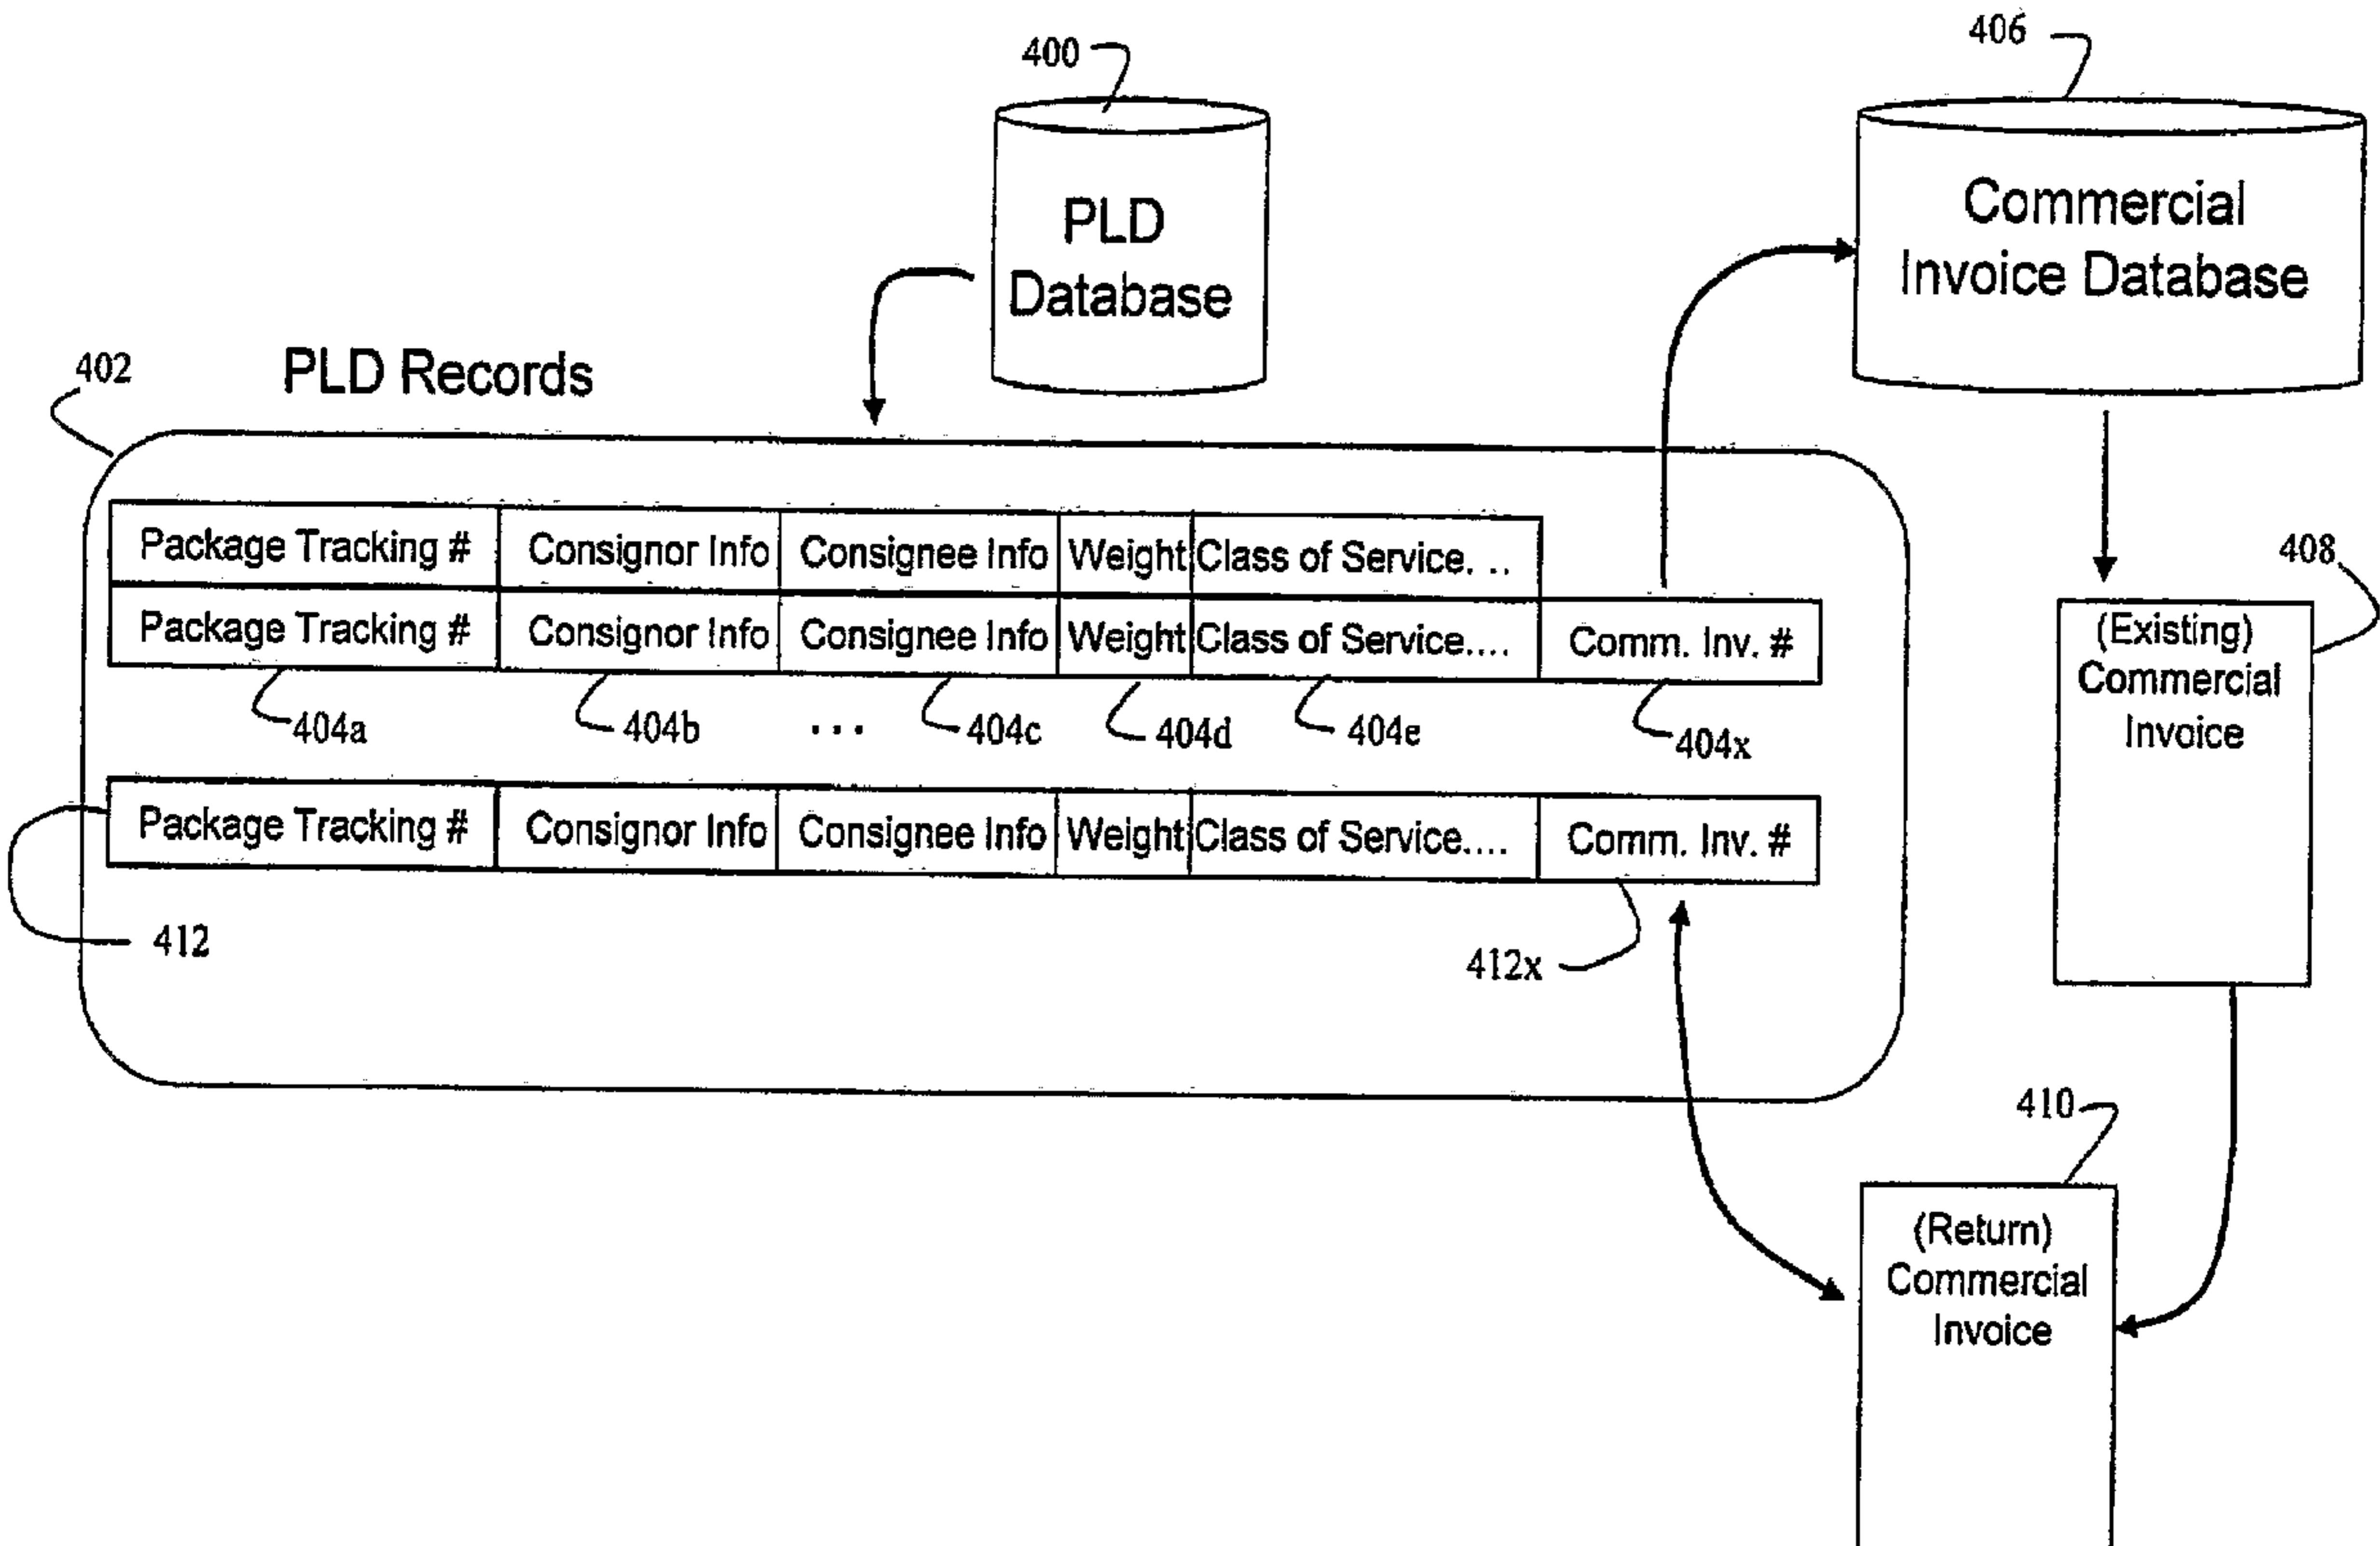 400
406
PLD
Database
Commercial
Invoice Database
402
PLD Records
Package Tracking # Consignor Info Consignee Info Weight Class of Service. . .
Package Tracking # Consignor Info Consignee Info Weight Class of Service.... Comm. Inv. #
404a 404b ... 404c 404d 404e 404x
Package Tracking # Consignor Info Consignee Info Weight Class of Service.... Comm. Inv. #
412
412x
408
(Existing)
Commercial
Invoice
410
(Return)
Commercial
Invoice